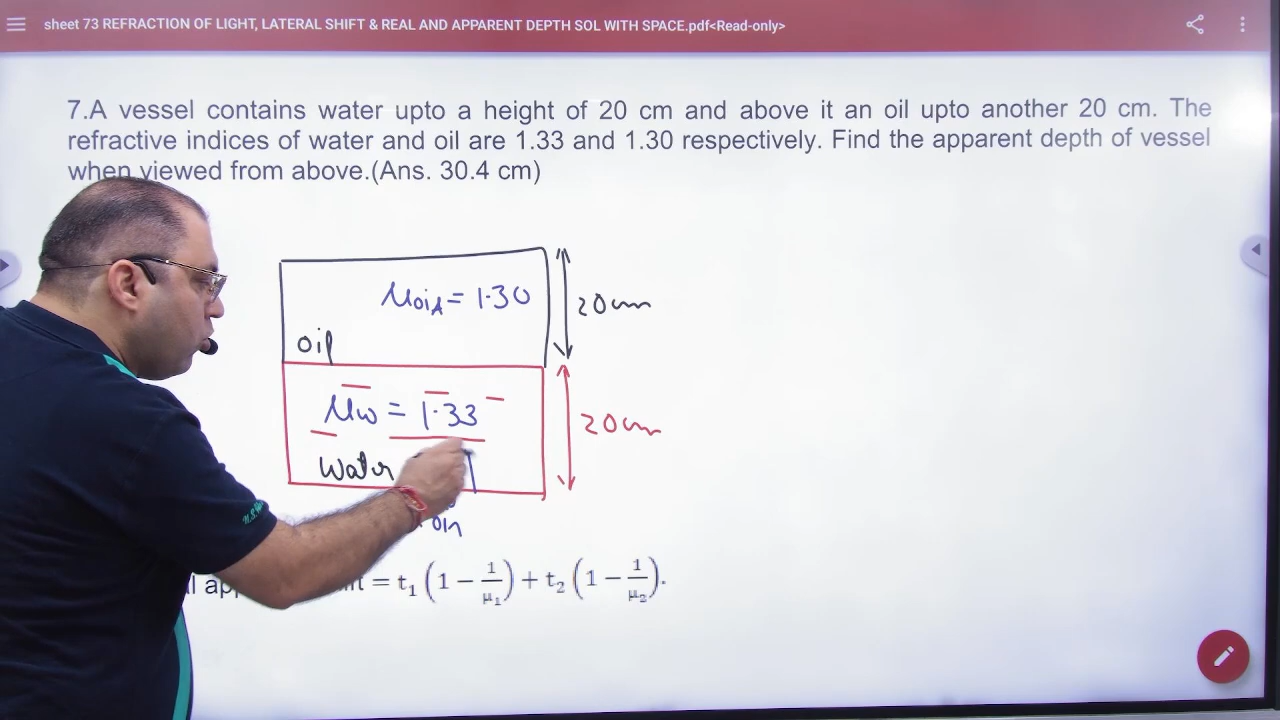 sheet 73 REFRACTION OF LIGHT, LATERAL SHIFT & REAL AND APPARENT DEPTH SOL WITH SPACE.pdf<Read-only>
7.A vessel contains water upto a height of 20 cm and above it an oil upto another 20 cm. The
refractive indices of water and oil are 1.33 and 1.30 respectively. Find the apparent depth of vessel
when viewed from above.(Ans. 30.4 cm)
μoil = 1.30
20cm
oil
μw = 1.33
20cm
water
= t₁ (1 − 1/μ₁) + t₂ (1 − 1/μ₂).